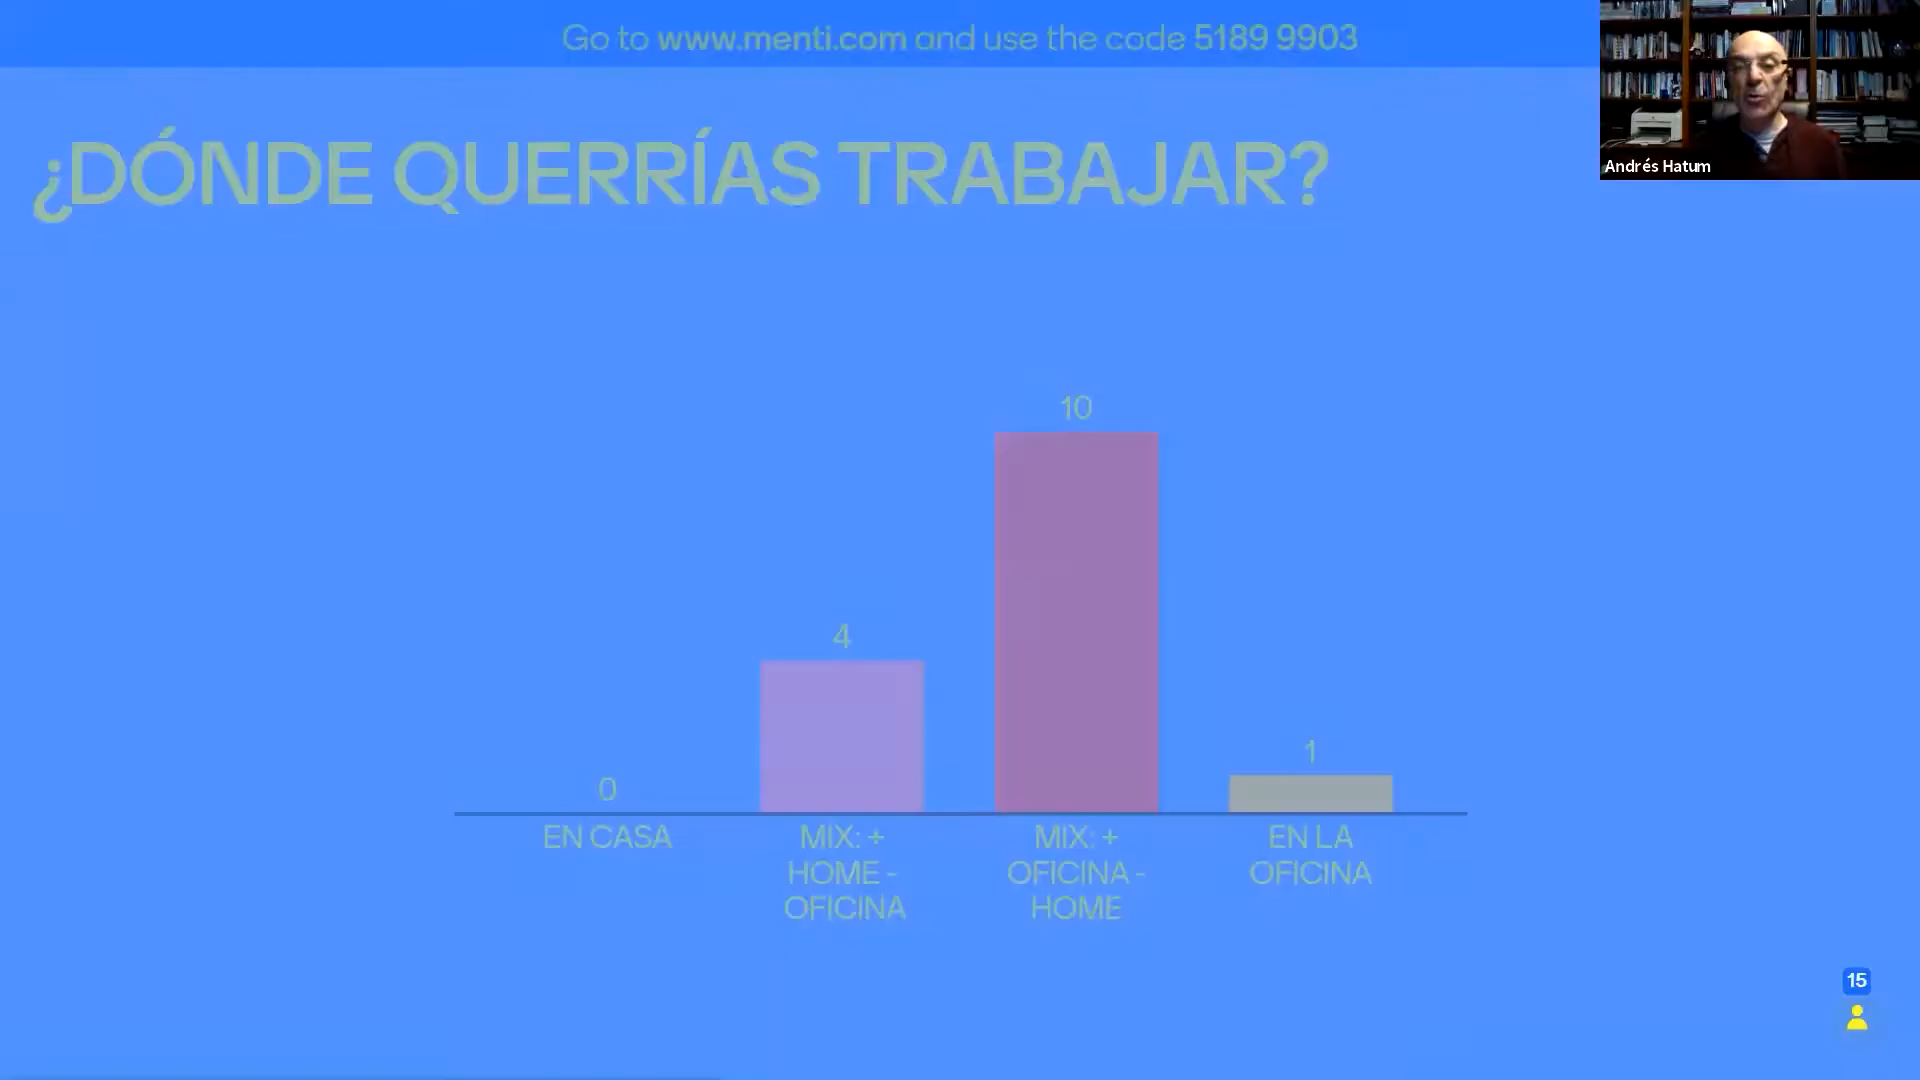 Go to www.menti.com and use the code 5189 9903
Andrés Hatum
¿DÓNDE QUERRÍAS TRABAJAR?
10
4
1
0
EN CASA
MIX: +
HOME -
OFICINA
MIX: +
OFICINA -
HOME
EN LA
OFICINA
15